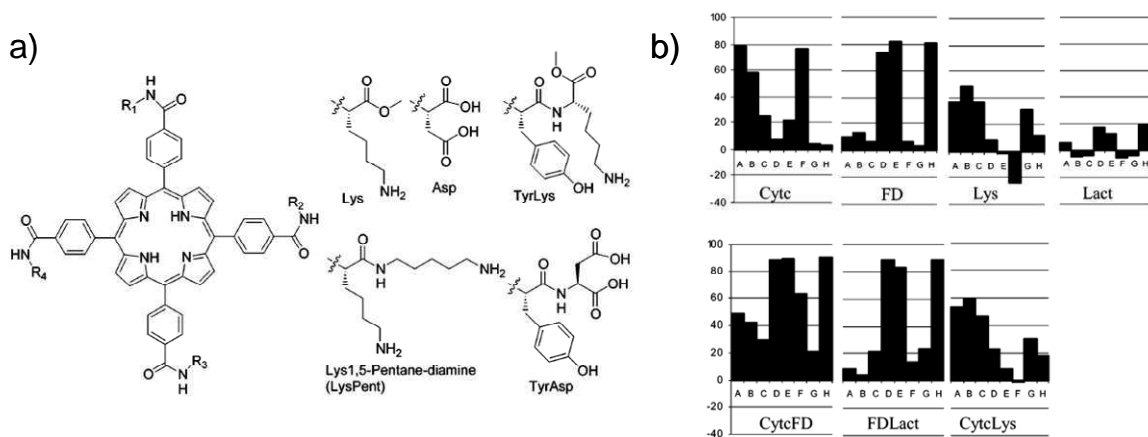 a)
NH
R1
O
O
N
HN
NH
N
HN
R2
O
O
HN
R4
O
N
H
R3
O
O
NH2
Lys
O
OH
OH
O
Asp
O
O
O
N
H
OH
NH2
TyrLys
O
N
H
NH2
NH2
Lys1,5-Pentane-diamine
(LysPent)
O
OH
O
N
H
OH
O
OH
TyrAsp
b)
100
80
60
40
20
0
-20
-40
A B C D E F G H
A B C D E F G H
A B C D E F G H
A B C D E F G H
Cytc
FD
Lys
Lact
100
80
60
40
20
0
-20
-40
A B C D E F G H
A B C D E F G H
A B C D E F G H
CytcFD
FDLact
CytcLys